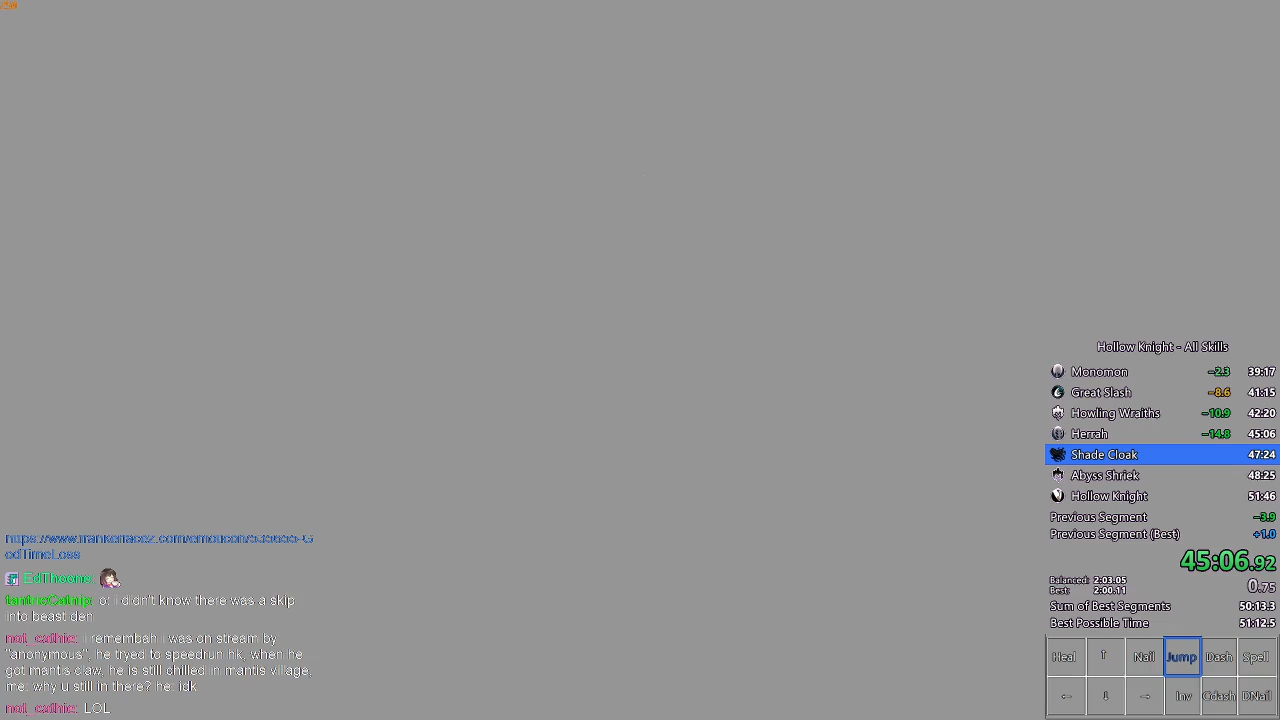 Hollow Knight - All Skills
Monomon -2.3 39:17
Great Slash -8.6 41:15
Howling Wraiths -10.9 42:20
Herrah -14.8 45:06
Shade Cloak 47:24
Abyss Shriek 48:25
Hollow Knight 51:46
Previous Segment -3.9
Previous Segment (Best) +1.0
45:06.92
Balanced: 2:03.05
Best: 2:00.11
0.75
Sum of Best Segments 50:13.3
Best Possible Time 51:12.5
Heal ↑ Nail Jump Dash Spell
← ↓ → Inv Cdash DNail
edTimeLoss
EdThoone:
tantricCatnip: o: i didn't know there was a skip
into beast den
i remembah i was on stream by
"anonymous". he tryed to speedrun hk. when he
got mantis claw. he is still chilled in mantis village,
me: why u still in there? he: idk
LOL